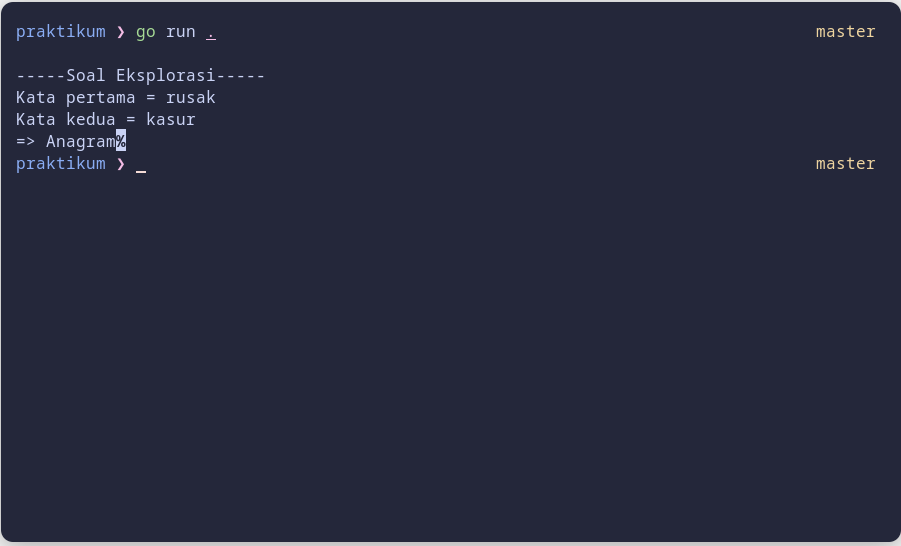 praktikum ❯ go run . master
-----Soal Eksplorasi-----
Kata pertama = rusak
Kata kedua = kasur
=> Anagram%
praktikum ❯ _ master